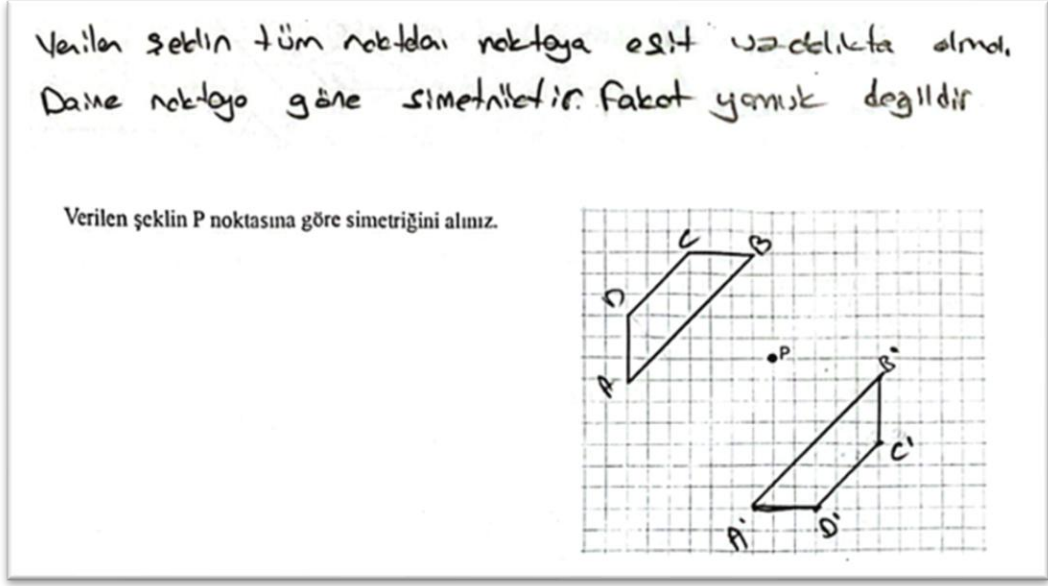 Verilen şeklin tüm noktaları noktaya eşit uzaklıkta olmalı
Daire noktaya göre simetriktir. fakat yamuk değildir
Verilen şeklin P noktasına göre simetriğini alınız.
C
B
D
P
A
B'
C'
A'
D'